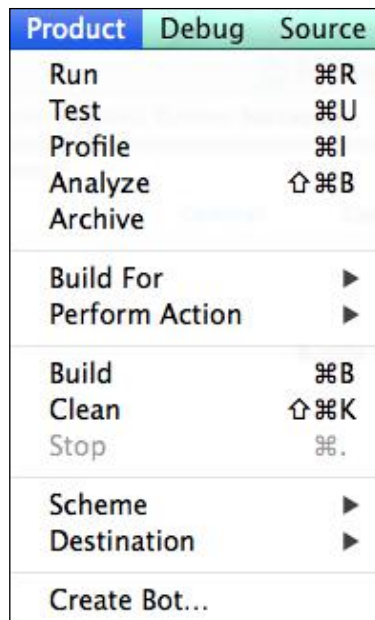 Product Debug Source
Run ⌘R
Test ⌘U
Profile ⌘I
Analyze ⇧⌘B
Archive
Build For ▶
Perform Action ▶
Build ⌘B
Clean ⇧⌘K
Stop ⌘.
Scheme ▶
Destination ▶
Create Bot...